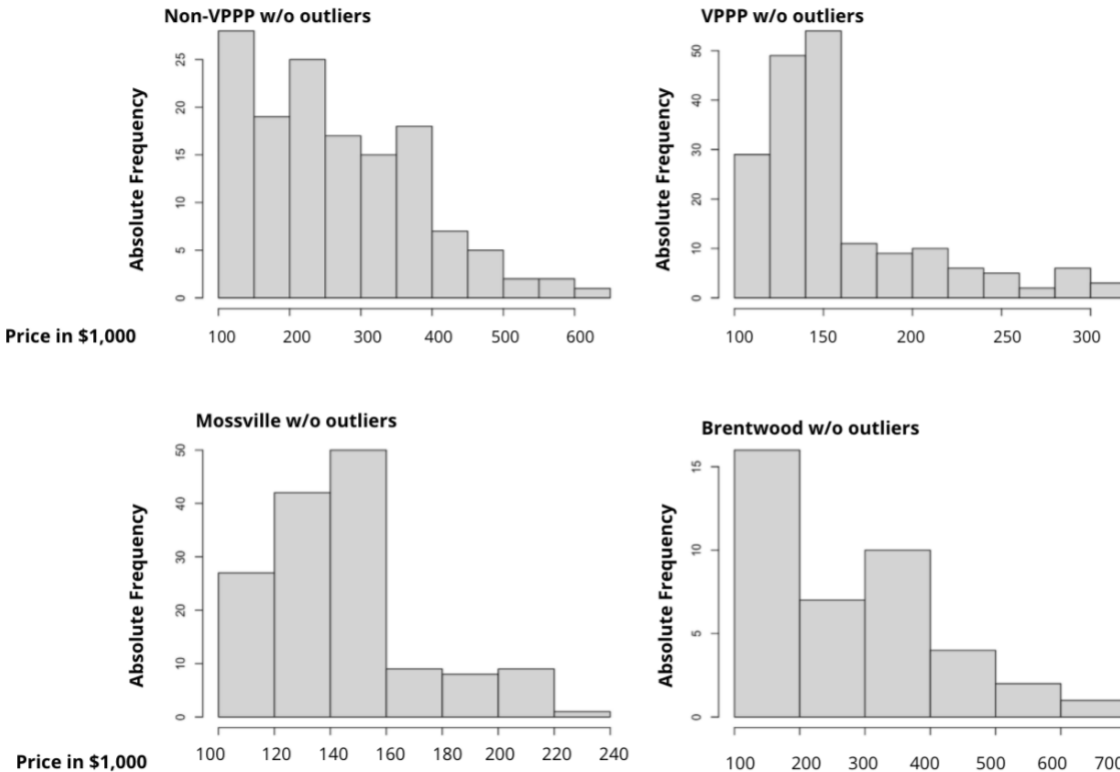 Non-VPPP w/o outliers
Absolute Frequency
25
20
15
10
5
0
100 200 300 400 500 600
VPPP w/o outliers
Absolute Frequency
50
40
30
20
10
0
100 150 200 250 300
Price in $1,000
Mossville w/o outliers
Absolute Frequency
50
40
30
20
10
0
100 120 140 160 180 200 220 240
Brentwood w/o outliers
Absolute Frequency
15
10
5
0
100 200 300 400 500 600 700
Price in $1,000